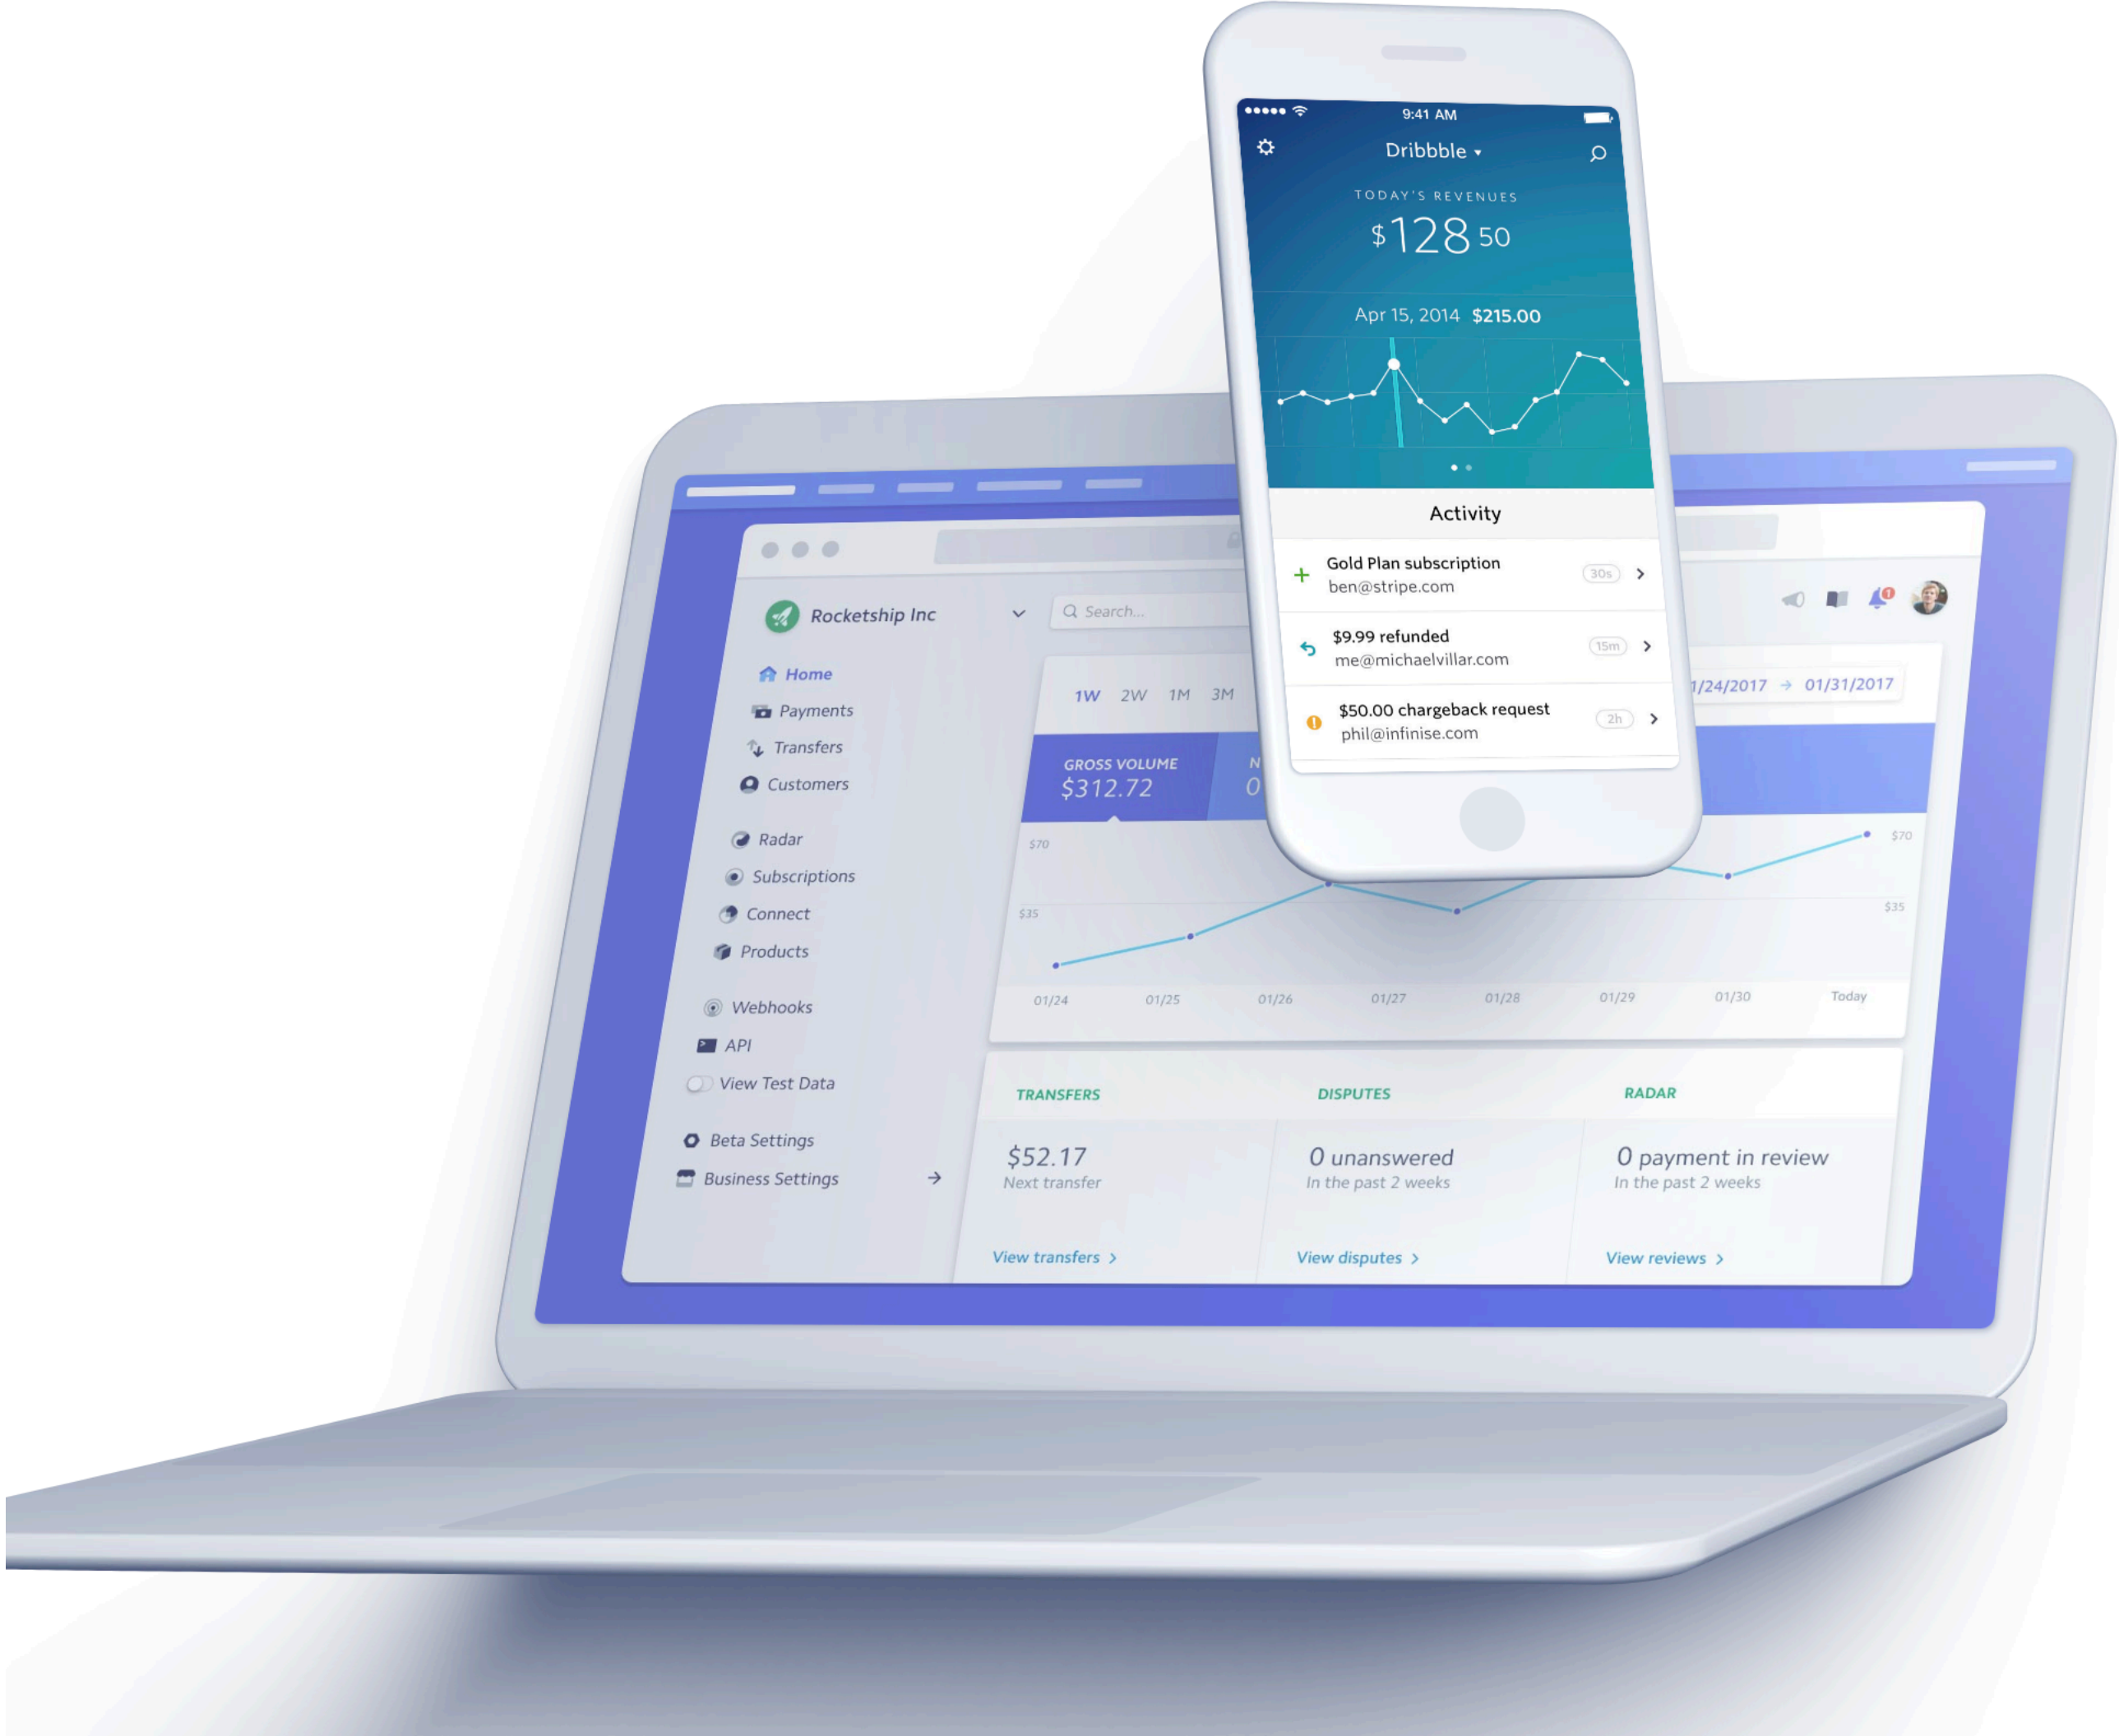 9:41 AM
Dribbble
TODAY'S REVENUES
$128 50
Apr 15, 2014 $215.00
Activity
Gold Plan subscription
ben@stripe.com
30s
$9.99 refunded
me@michaelvillar.com
15m
$50.00 chargeback request
phil@infinise.com
2h
Rocketship Inc
Search...
1
Home
Payments
Transfers
Customers
Radar
Subscriptions
Connect
Products
Webhooks
API
View Test Data
Beta Settings
Business Settings
1W 2W 1M 3M
1/24/2017 → 01/31/2017
GROSS VOLUME
$312.72
N
0
$70 $70
$35 $35
01/24 01/25 01/26 01/27 01/28 01/29 01/30 Today
TRANSFERS DISPUTES RADAR
$52.17 0 unanswered 0 payment in review
Next transfer In the past 2 weeks In the past 2 weeks
View transfers > View disputes > View reviews >